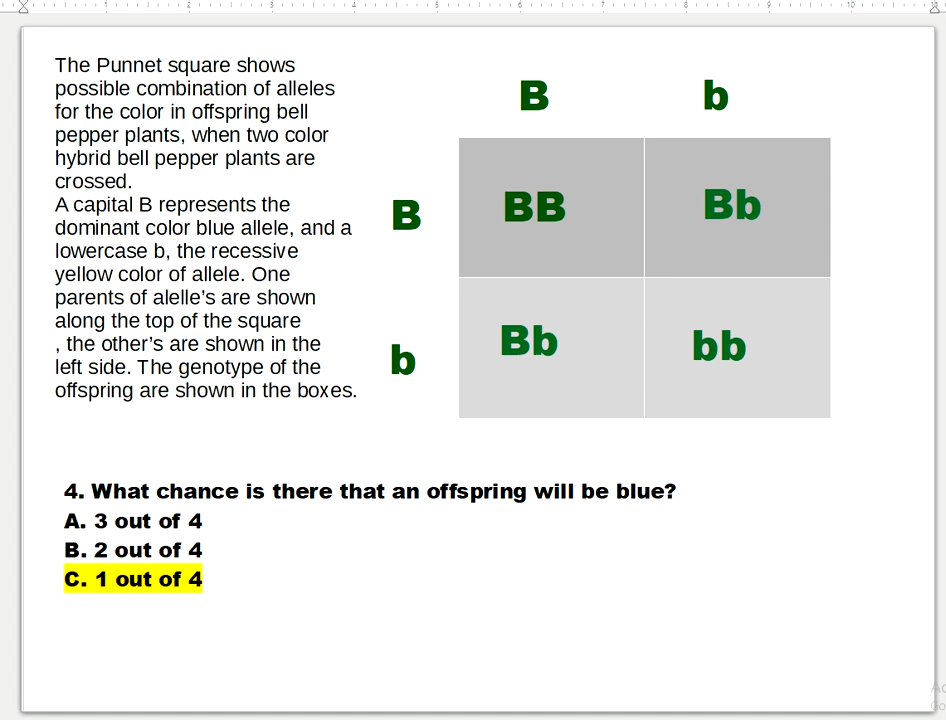 The Punnet square shows
possible combination of alleles
for the color in offspring bell
pepper plants, when two color
hybrid bell pepper plants are
crossed.
A capital B represents the
dominant color blue allele, and a
lowercase b, the recessive
yellow color of allele. One
parents of alelle’s are shown
along the top of the square
, the other’s are shown in the
left side. The genotype of the
offspring are shown in the boxes.
B b
B BB Bb
b Bb bb
4. What chance is there that an offspring will be blue?
A. 3 out of 4
B. 2 out of 4
C. 1 out of 4